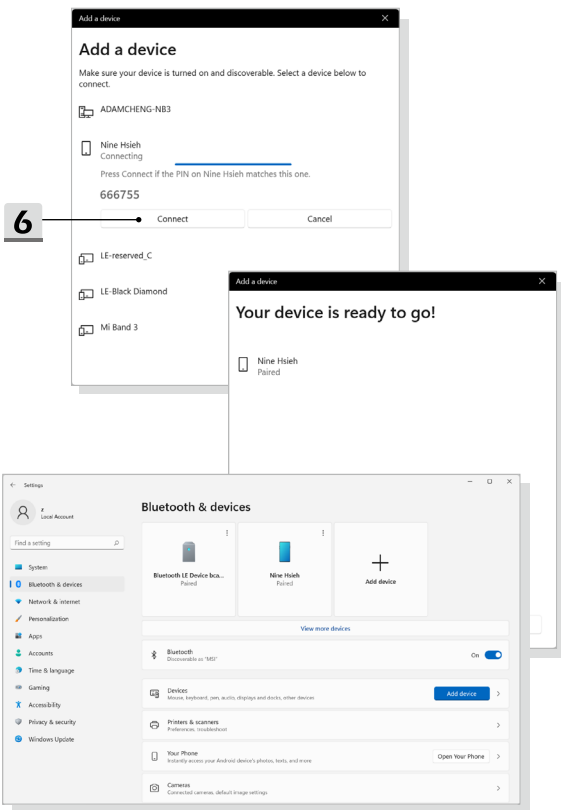 Add a device
Add a device
Make sure your device is turned on and discoverable. Select a device below to
connect.
ADAMCHENG-NB3
Nine Hsieh
Connecting
Press Connect if the PIN on Nine Hsieh matches this one.
666755
6
Connect
Cancel
LE-reserved_C
LE-Black Diamond
Mi Band 3
Add a device
Your device is ready to go!
Nine Hsieh
Paired
Settings
Local Account
Find a setting
System
Bluetooth & devices
Network & internet
Personalization
Apps
Accounts
Time & language
Gaming
Accessibility
Privacy & security
Windows Update
Bluetooth & devices
Bluetooth LE Device bca...
Paired
Nine Hsieh
Paired
Add device
View more devices
Bluetooth
Discoverable as "MSI"
On
Devices
Mouse, keyboard, pen, audio, displays and docks, other devices
Add device
Printers & scanners
Preferences, troubleshoot
Your Phone
Instantly access your Android device's photos, texts, and more
Open Your Phone
Cameras
Connected cameras, default image settings